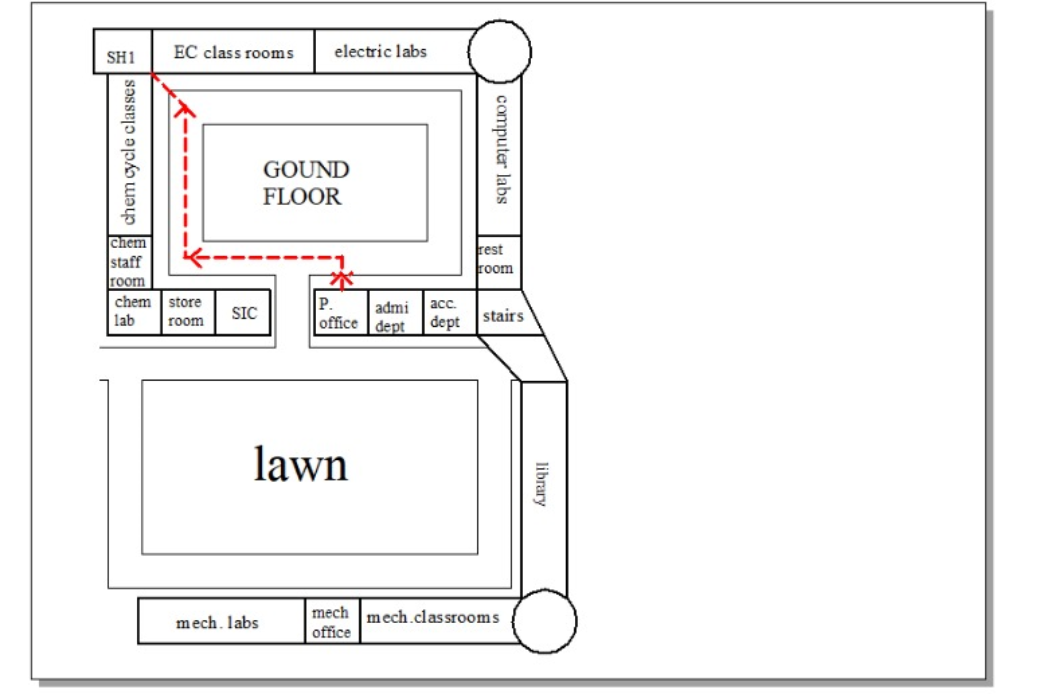 SH1
EC class rooms
electric labs
chem cycle classes
computer labs
GOUND
FLOOR
chem
staff
room
rest
room
chem
lab
store
room
SIC
P.
office
admi
dept
acc.
dept
stairs
lawn
library
mech. labs
mech
office
mech.classrooms